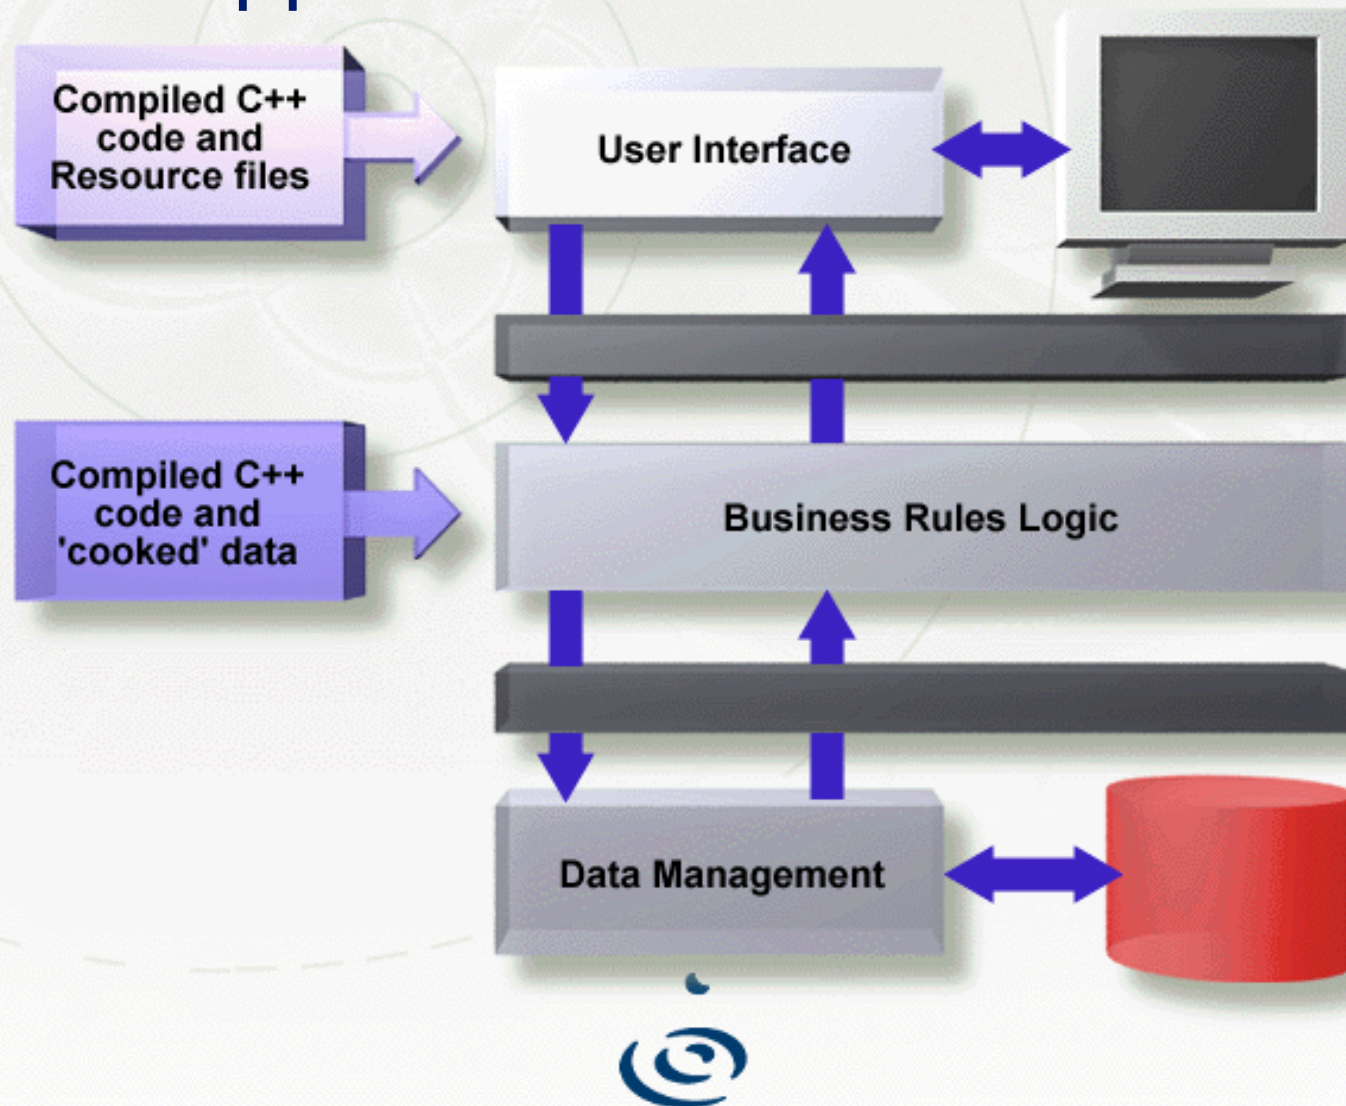 Compiled C++
code and
Resource files
User Interface
Compiled C++
code and
'cooked' data
Business Rules Logic
Data Management